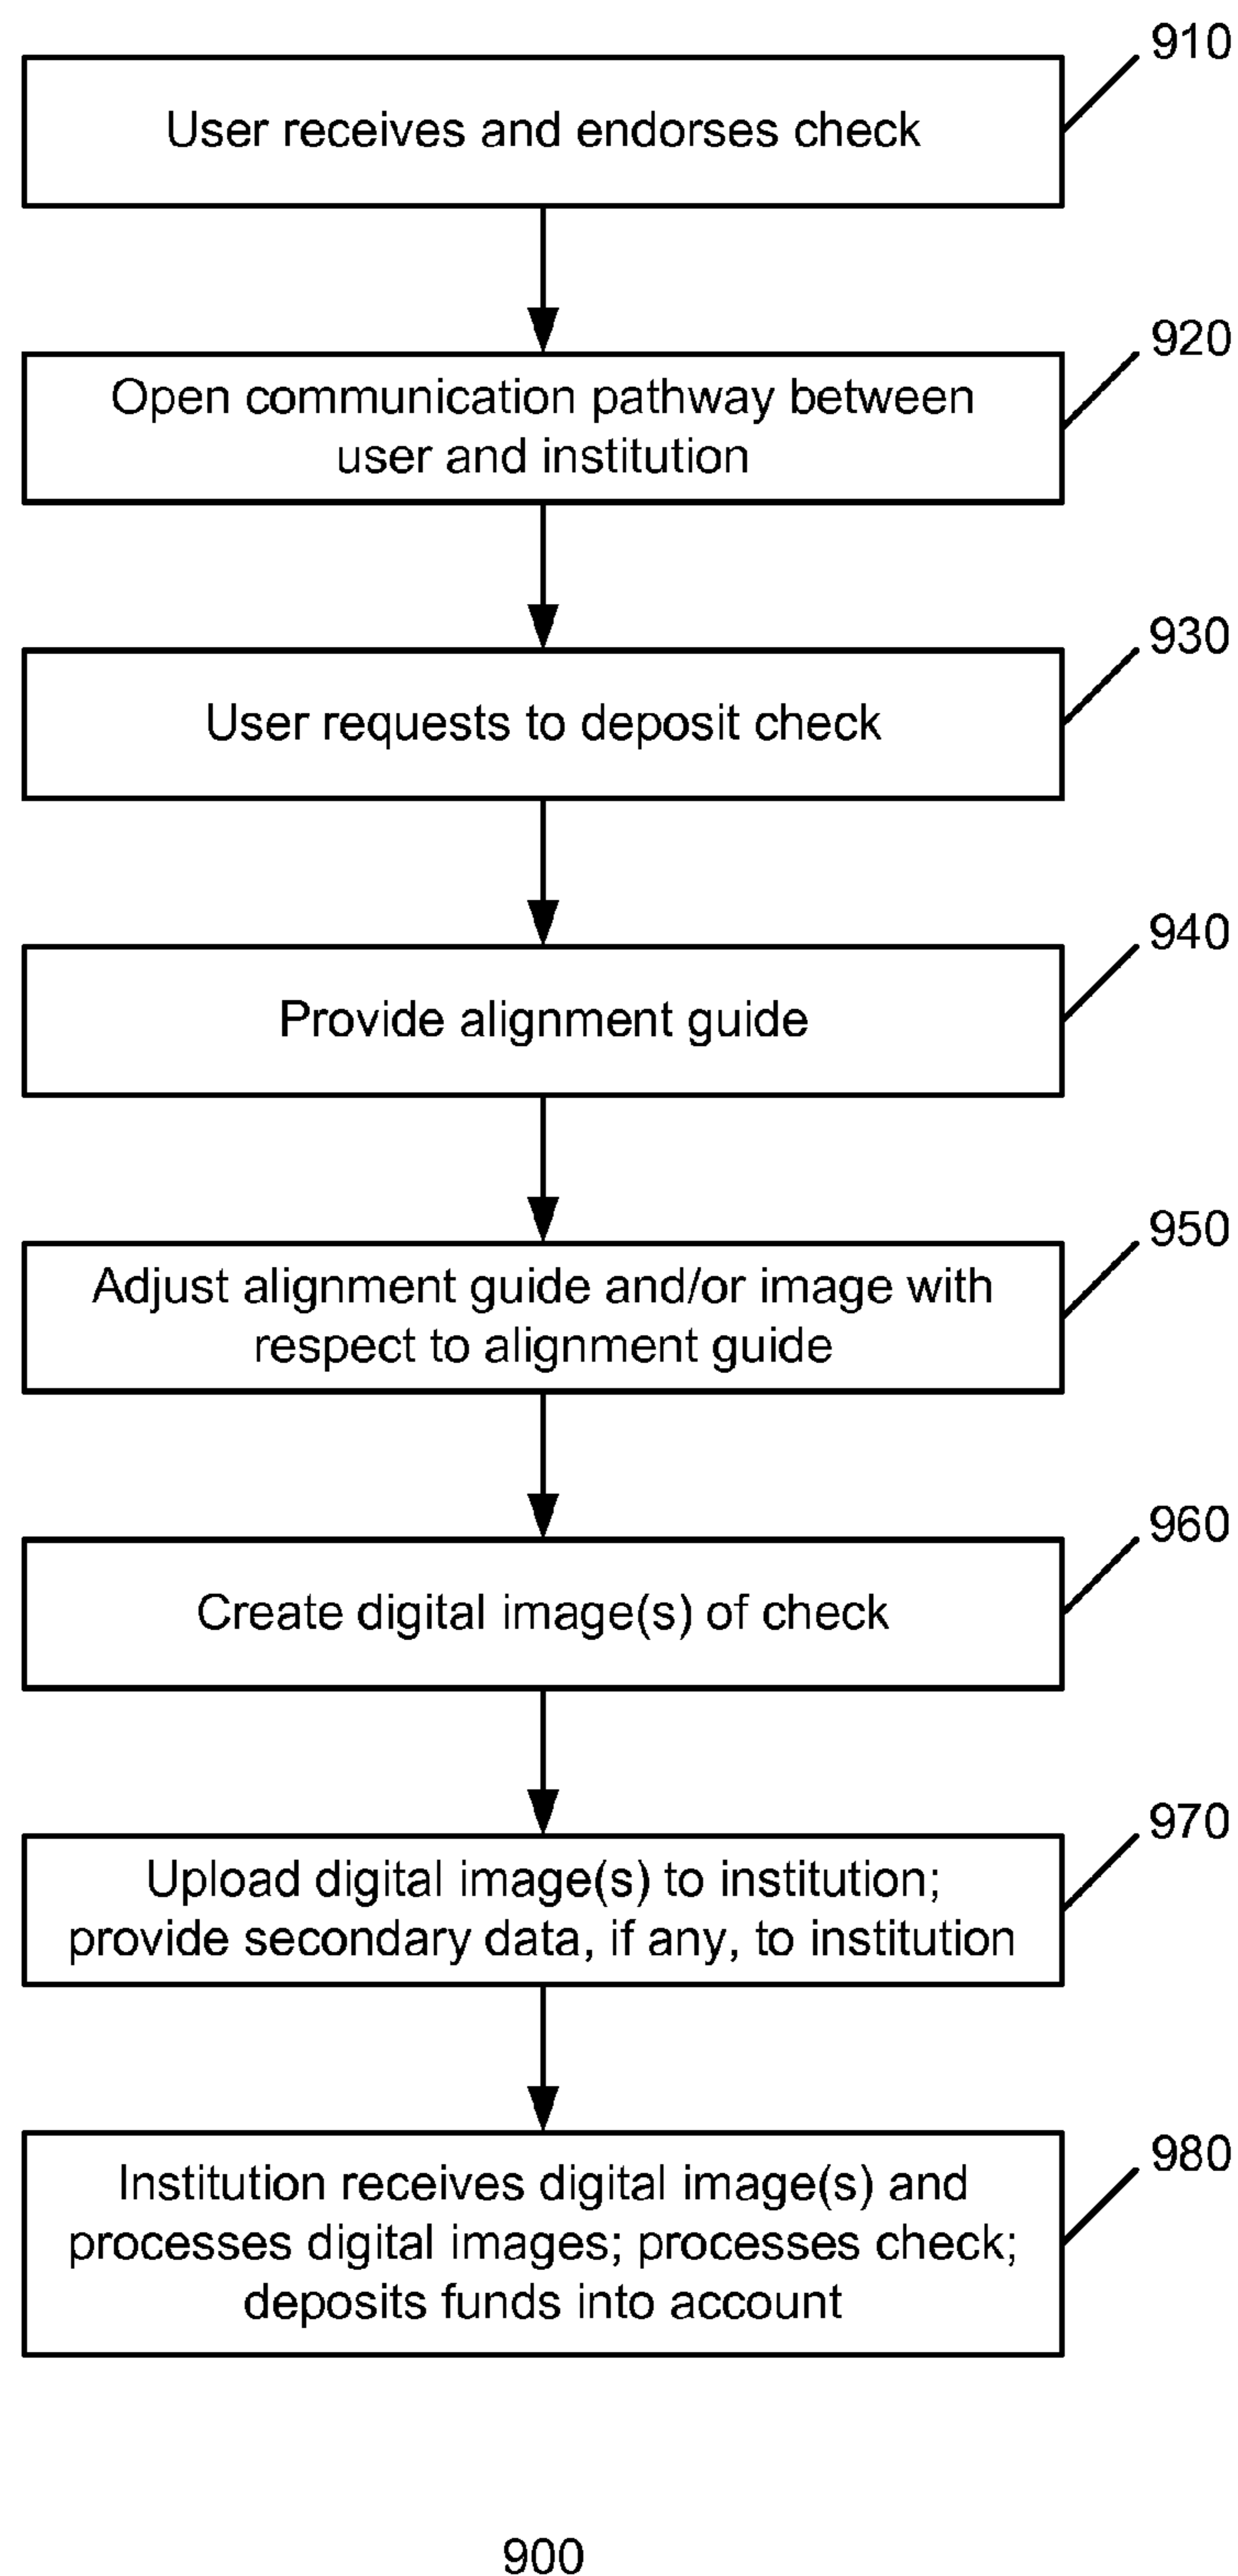 910
User receives and endorses check
920
Open communication pathway between
user and institution
930
User requests to deposit check
940
Provide alignment guide
950
Adjust alignment guide and/or image with
respect to alignment guide
960
Create digital image(s) of check
970
Upload digital image(s) to institution;
provide secondary data, if any, to institution
980
Institution receives digital image(s) and
processes digital images; processes check;
deposits funds into account
900